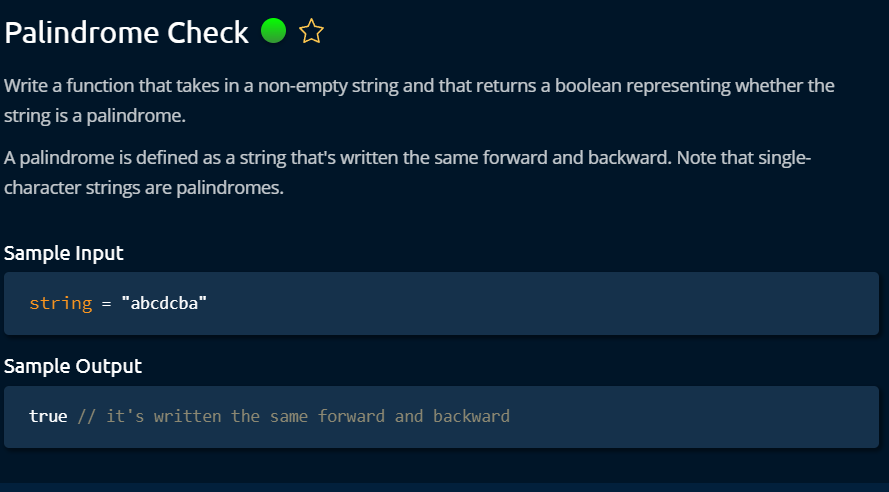 Palindrome Check
Write a function that takes in a non-empty string and that returns a boolean representing whether the
string is a palindrome.
A palindrome is defined as a string that's written the same forward and backward. Note that single-
character strings are palindromes.
Sample Input
string = "abcdcba"
Sample Output
true // it's written the same forward and backward